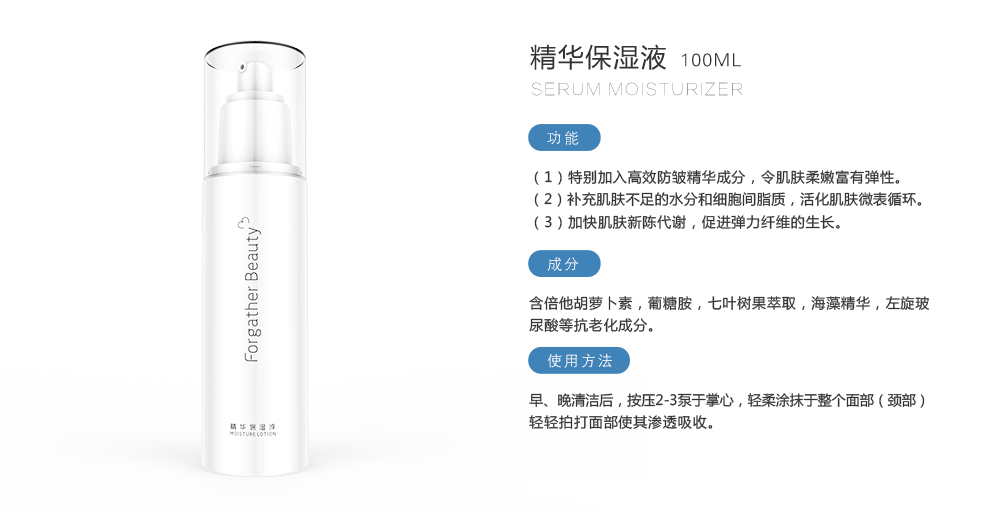 Forgather Beauty
精华保湿液
MOISTURE LOTION
精华保湿液 100ML
SERUM MOISTURIZER
功能
（1）特别加入高效防皱精华成分，令肌肤柔嫩富有弹性。
（2）补充肌肤不足的水分和细胞间脂质，活化肌肤微表循环。
（3）加快肌肤新陈代谢，促进弹力纤维的生长。
成分
含倍他胡萝卜素，葡糖胺，七叶树果萃取，海藻精华，左旋玻
尿酸等抗老化成分。
使用方法
早、晚清洁后，按压2-3泵于掌心，轻柔涂抹于整个面部（颈部）
轻轻拍打面部使其渗透吸收。